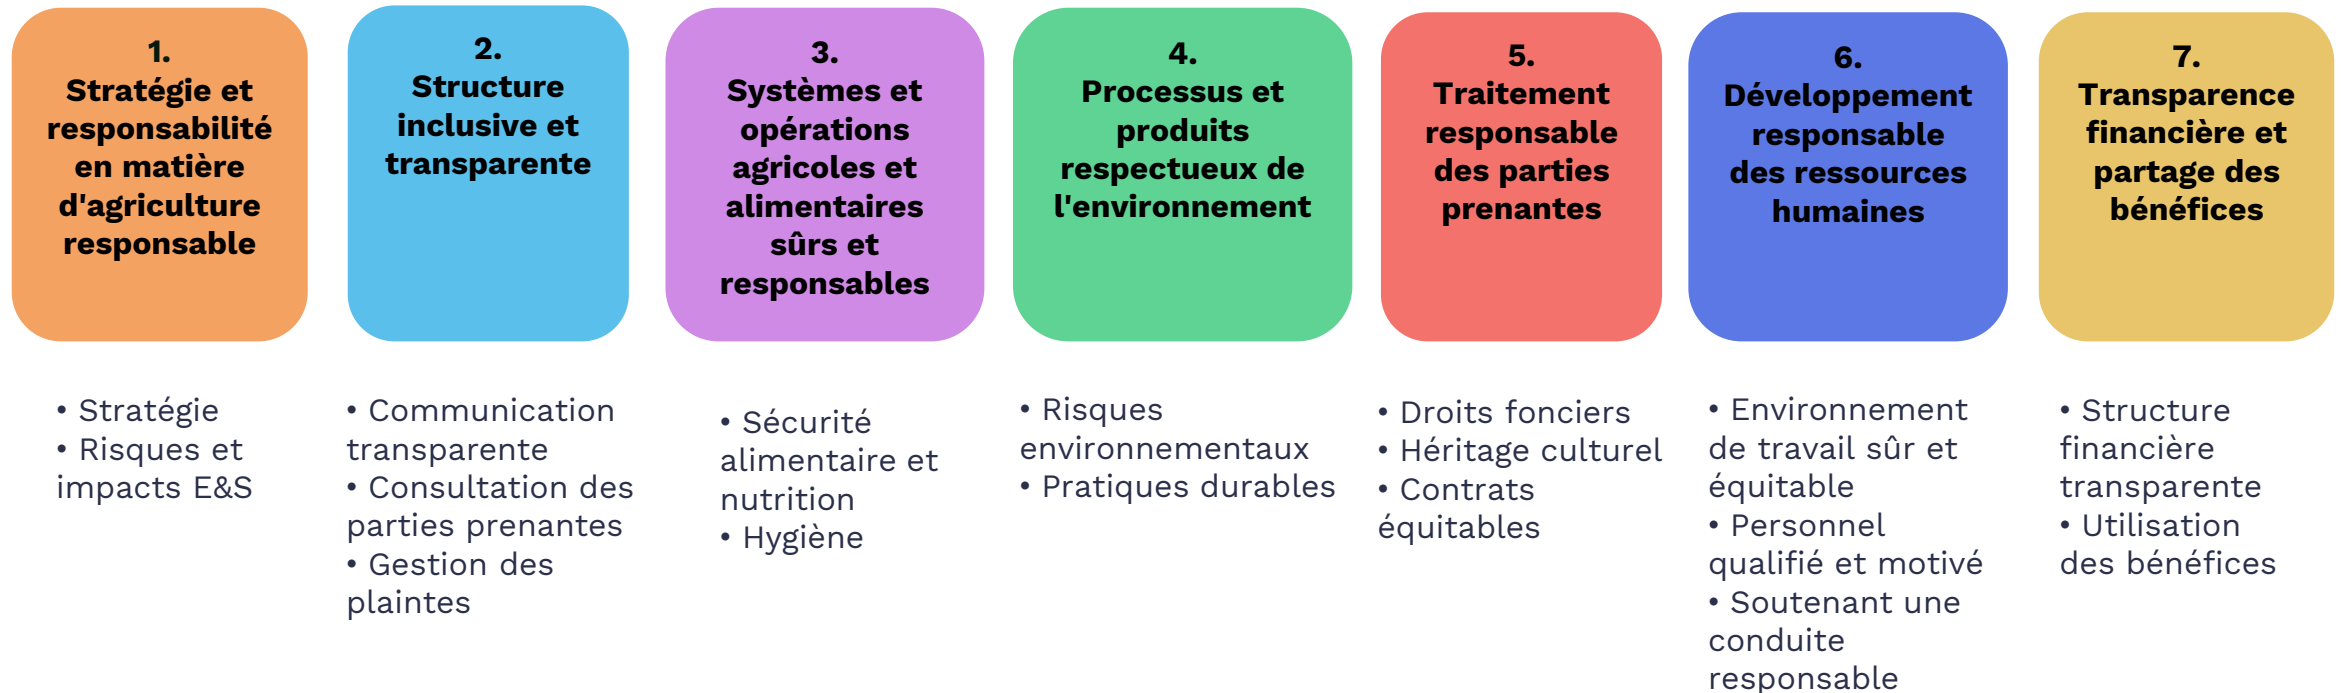 1.
Stratégie et
responsabilité
en matière
d'agriculture
responsable
2.
Structure
inclusive et
transparente
3.
Systèmes et
opérations
agricoles et
alimentaires
sûrs et
responsables
4.
Processus et
produits
respectueux de
l'environnement
5.
Traitement
responsable
des parties
prenantes
6.
Développement
responsable
des ressources
humaines
7.
Transparence
financière et
partage des
bénéfices
• Stratégie
• Risques et
impacts E&S
• Communication
transparente
• Consultation des
parties prenantes
• Gestion des
plaintes
• Sécurité
alimentaire et
nutrition
• Hygiène
• Risques
environnementaux
• Pratiques durables
• Droits fonciers
• Héritage culturel
• Contrats
équitables
• Environnement
de travail sûr et
équitable
• Personnel
qualifié et motivé
• Soutenant une
conduite
responsable
• Structure
financière
transparente
• Utilisation
des bénéfices